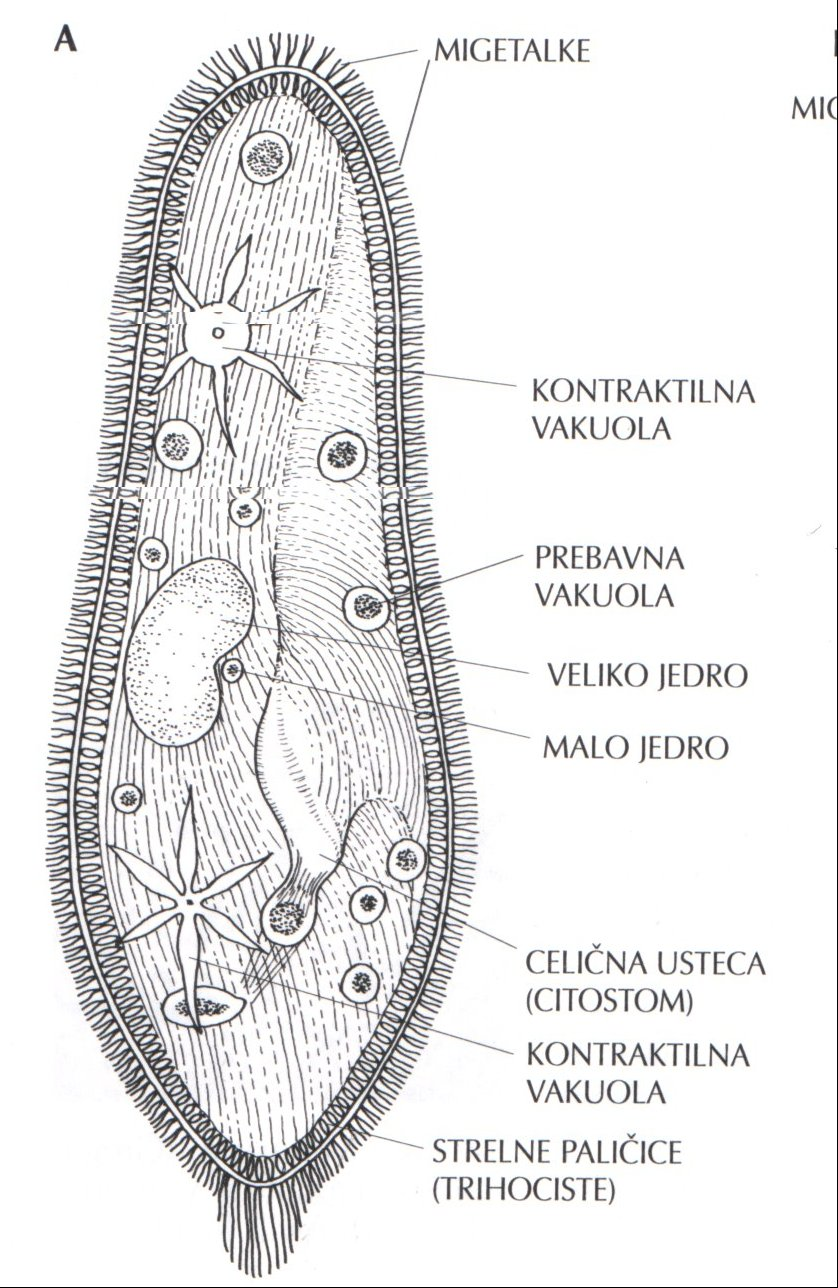 A
MIGETALKE
KONTRAKTILNA
VAKUOLA
PREBAVNA
VAKUOLA
VELIKO JEDRO
MALO JEDRO
CELIČNA USTECA
(CITOSTOM)
KONTRAKTILNA
VAKUOLA
STRELNE PALIČICE
(TRIHOCISTE)